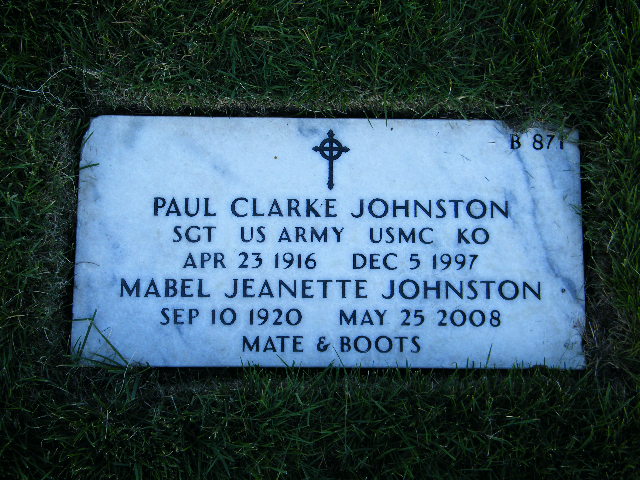 B 871
PAUL CLARKE JOHNSTON
SGT US ARMY USMC KO
APR 23 1916 DEC 5 1997
MABEL JEANETTE JOHNSTON
SEP 10 1920 MAY 25 2008
MATE & BOOTS